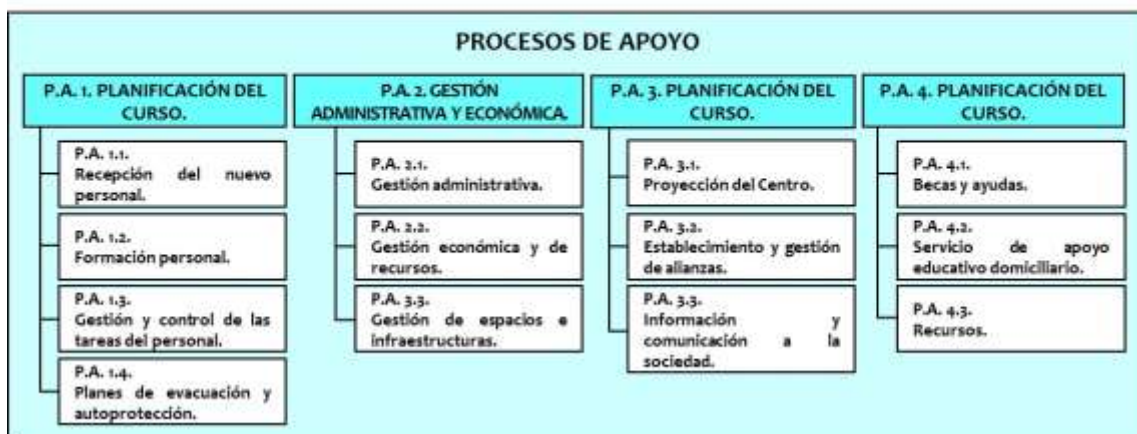 PROCESOS DE APOYO
P.A. 1. PLANIFICACIÓN DEL
CURSO.
P.A. 1.1.
Recepción del nuevo
personal.
P.A. 1.2.
Formación personal.
P.A. 1.3.
Gestión y control de las
tareas del personal.
P.A. 1.4.
Planes de evacuación y
autoprotección.
P.A. 2. GESTIÓN
ADMINISTRATIVA Y ECONÓMICA.
P.A. 2.1.
Gestión administrativa.
P.A. 2.2.
Gestión económica y de
recursos.
P.A. 3.3.
Gestión de espacios e
infraestructuras.
P.A. 3. PLANIFICACIÓN DEL
CURSO.
P.A. 3.1.
Proyección del Centro.
P.A. 3.2.
Establecimiento y gestión
de alianzas.
P.A. 3.3.
Información y
comunicación a la
sociedad.
P.A. 4. PLANIFICACIÓN DEL
CURSO.
P.A. 4.1.
Becas y ayudas.
P.A. 4.2.
Servicio de apoyo
educativo domiciliario.
P.A. 4.3.
Recursos.